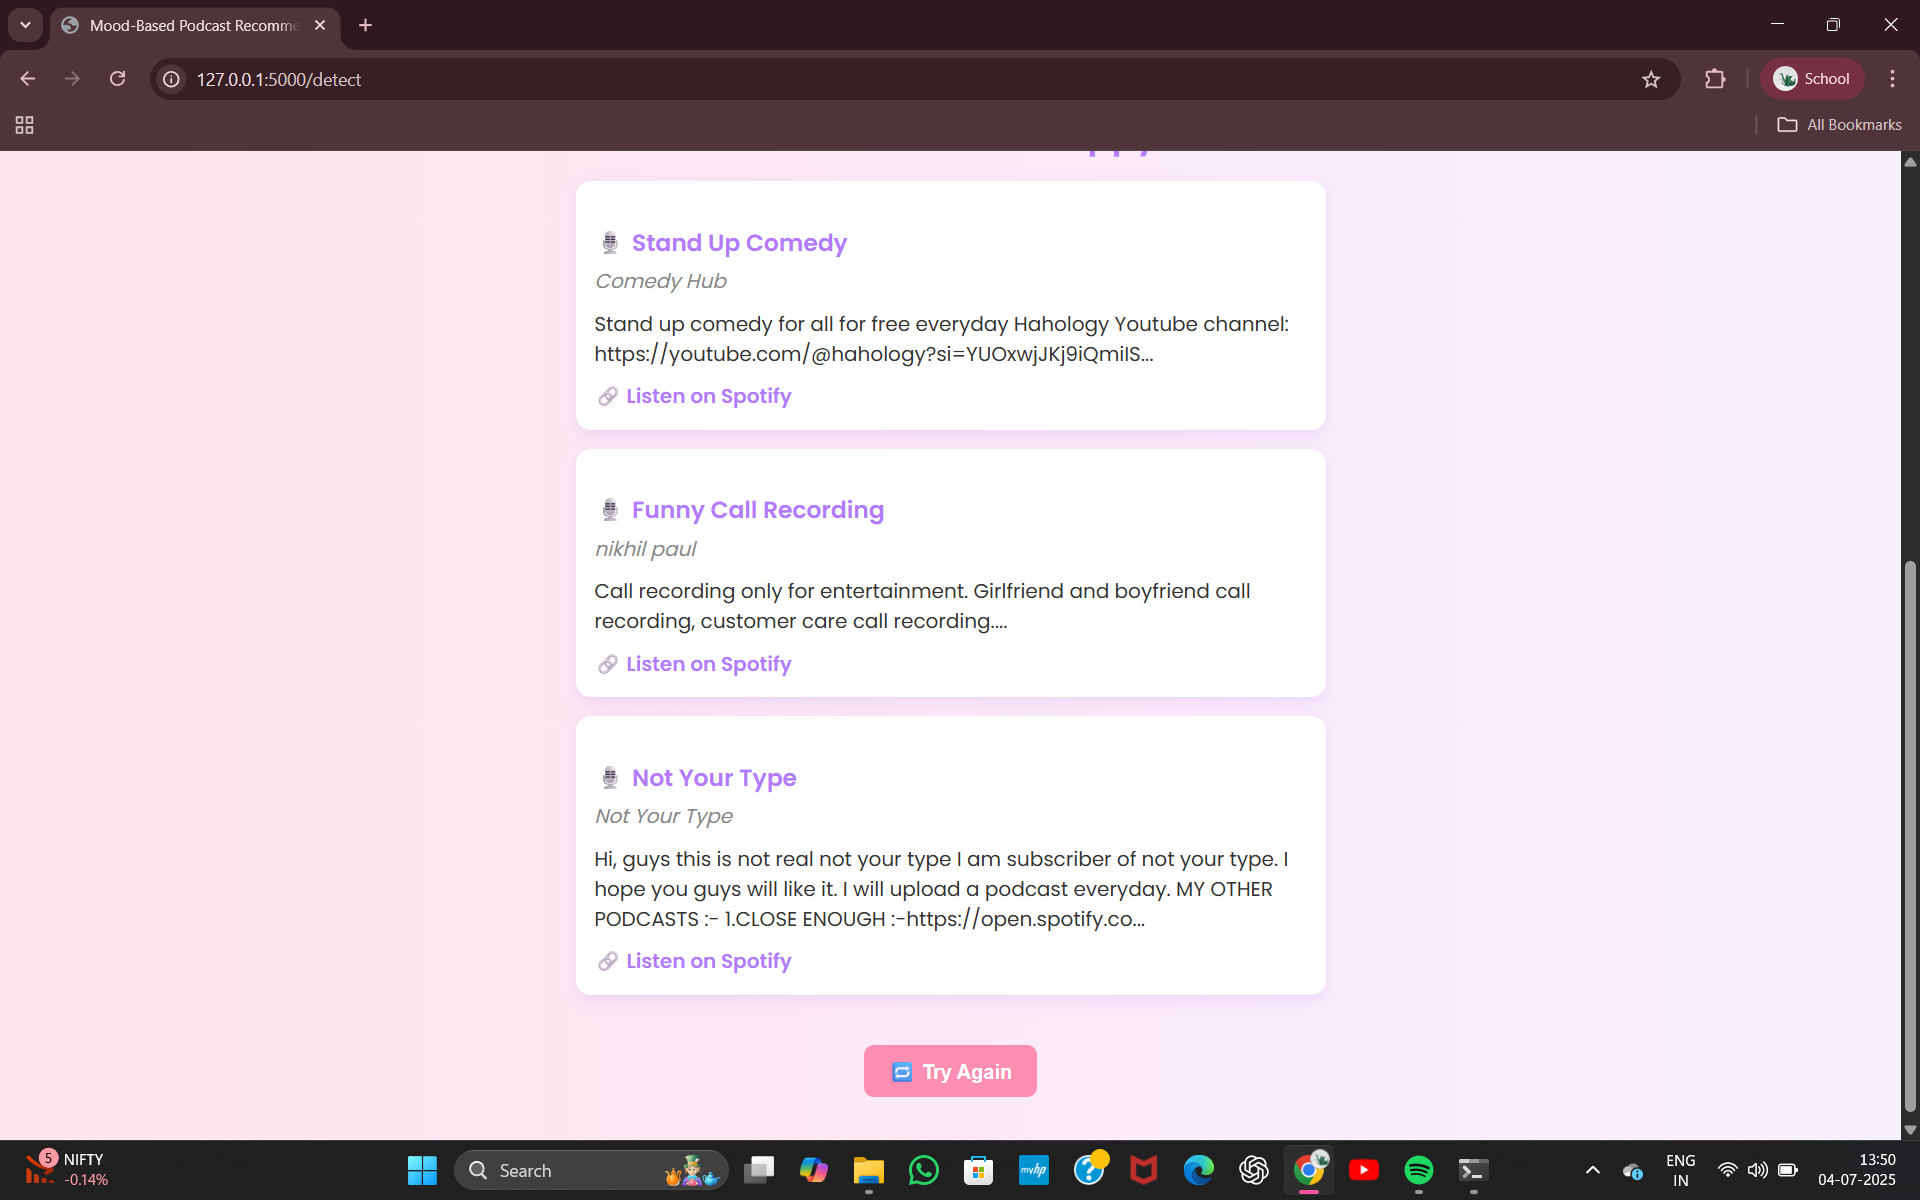 Mood-Based Podcast Recomme
127.0.0.1:5000/detect
School
All Bookmarks
Stand Up Comedy
Comedy Hub
Stand up comedy for all for free everyday Hahology Youtube channel:
https://youtube.com/@hahology?si=YUOxwjJKj9iQmiIS...
Listen on Spotify
Funny Call Recording
nikhil paul
Call recording only for entertainment. Girlfriend and boyfriend call
recording, customer care call recording....
Listen on Spotify
Not Your Type
Not Your Type
Hi, guys this is not real not your type I am subscriber of not your type. I
hope you guys will like it. I will upload a podcast everyday. MY OTHER
PODCASTS :- 1.CLOSE ENOUGH :-https://open.spotify.co...
Listen on Spotify
Try Again
5
NIFTY
-0.14%
Search
myhp
ENG
IN
13:50
04-07-2025